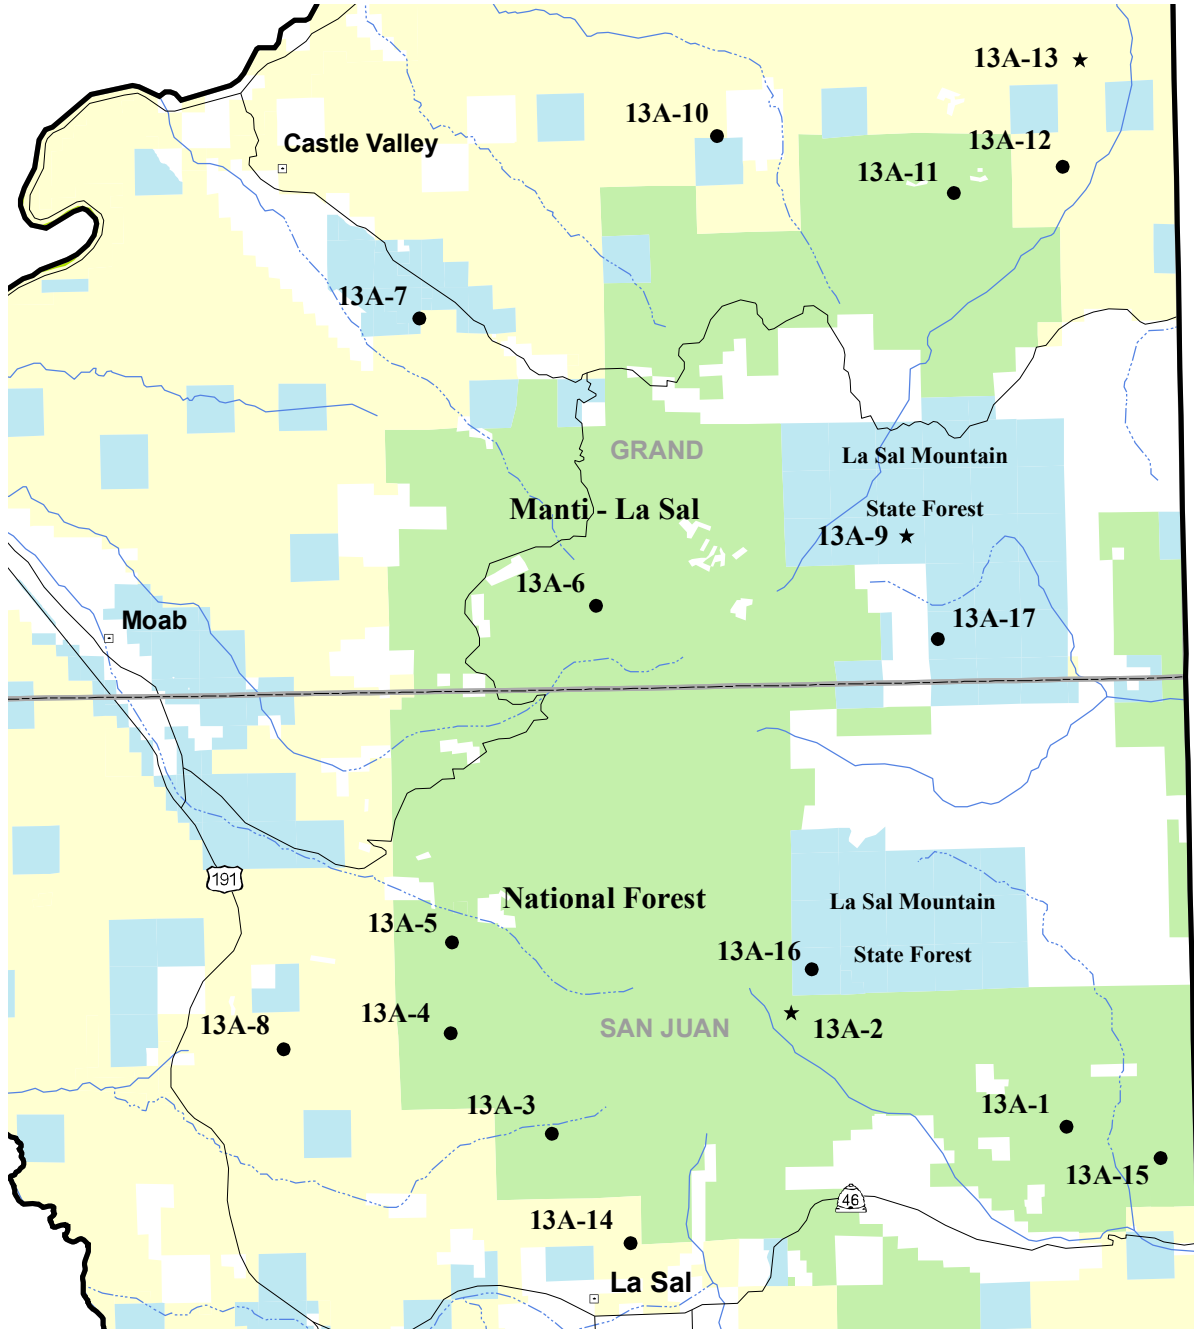 13A-13
13A-10
Castle Valley
13A-12
13A-11
13A-7
GRAND
La Sal Mountain
Manti - La Sal
State Forest
13A-9
13A-6
Moab
13A-17
191
National Forest
La Sal Mountain
13A-5
13A-16
State Forest
13A-4
13A-8
SAN JUAN
13A-2
13A-3
13A-1
13A-15
46
13A-14
La Sal